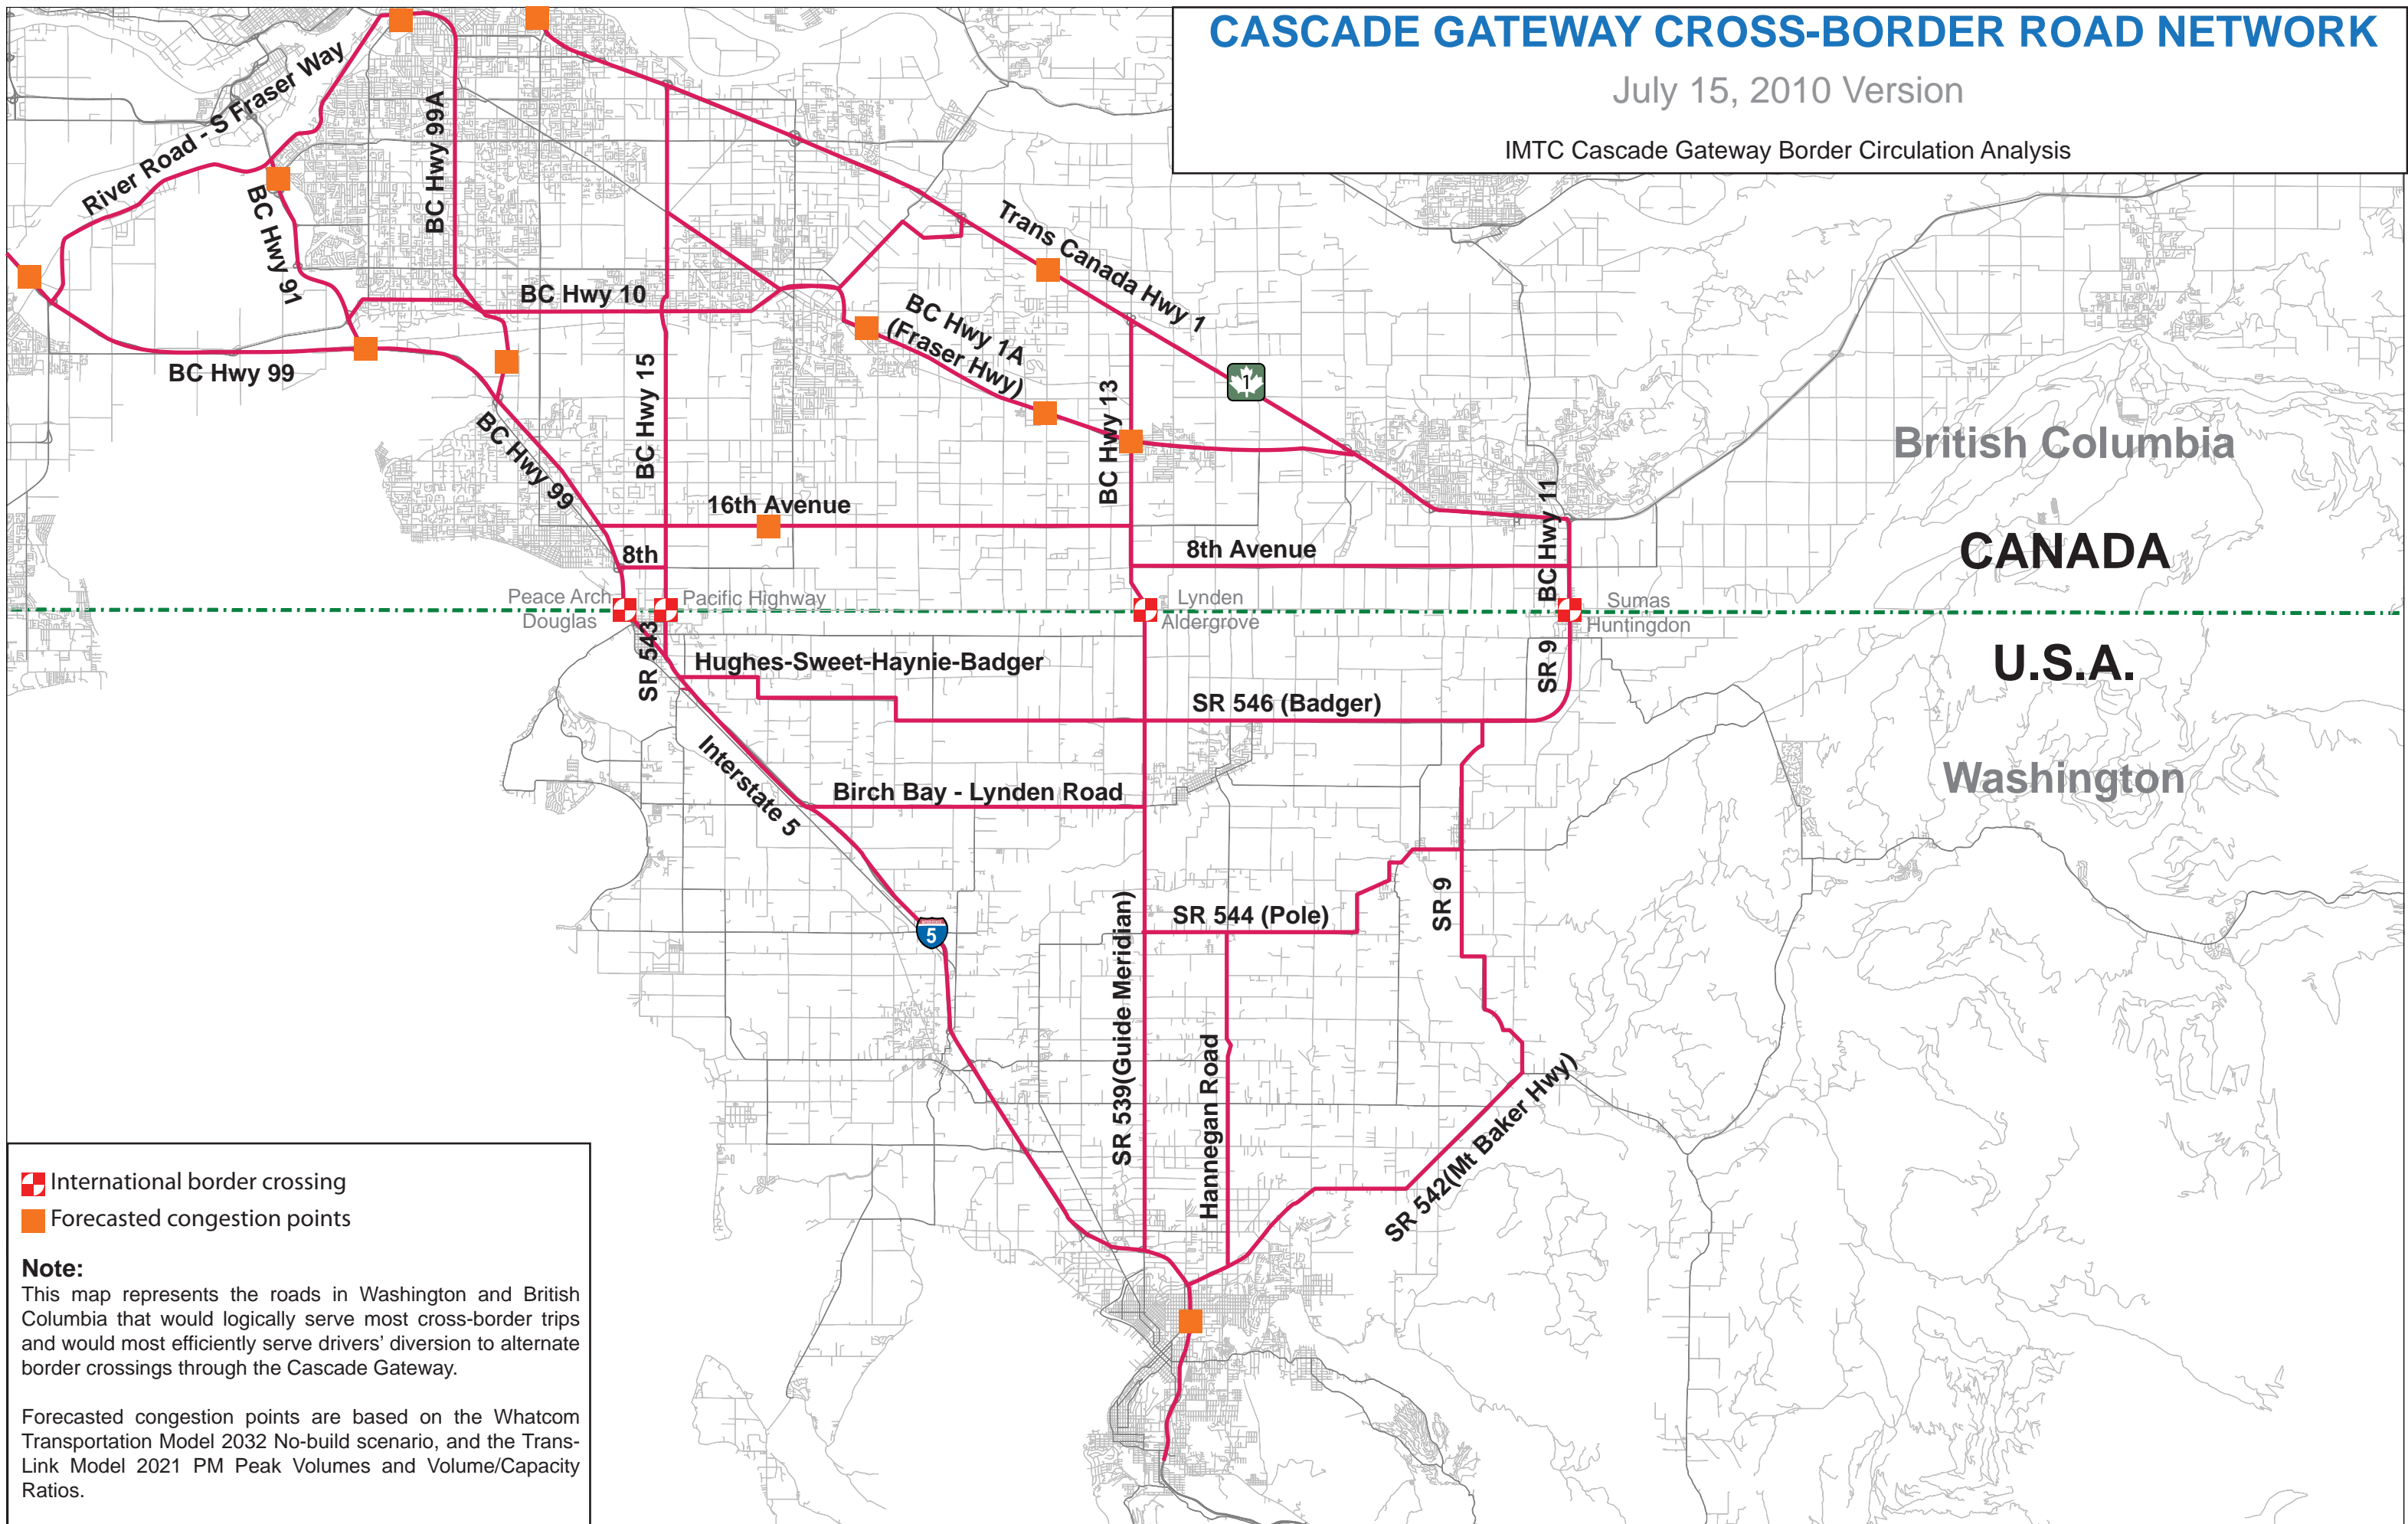 CASCADE GATEWAY CROSS-BORDER ROAD NETWORK
July 15, 2010 Version
IMTC Cascade Gateway Border Circulation Analysis
River Road - S Fraser Way
BC Hwy 99A
BC Hwy 91
BC Hwy 10
Trans Canada Hwy 1
BC Hwy 1A
(Fraser Hwy)
BC Hwy 99
BC Hwy 15
BC Hwy 13
1
BC Hwy 99
British Columbia
BC Hwy 11
16th Avenue
8th
8th Avenue
CANADA
Peace Arch
Douglas
Pacific Highway
Lynden
Aldergrove
Sumas
Huntingdon
SR 543
Hughes-Sweet-Haynie-Badger
SR 9
U.S.A.
SR 546 (Badger)
Interstate 5
Birch Bay - Lynden Road
Washington
SR 9
SR 544 (Pole)
5
SR 539(Guide Meridian)
Hannegan Road
SR 542(Mt Baker Hwy)
International border crossing
Forecasted congestion points
Note:
This map represents the roads in Washington and British
Columbia that would logically serve most cross-border trips
and would most efficiently serve drivers' diversion to alternate
border crossings through the Cascade Gateway.
Forecasted congestion points are based on the Whatcom
Transportation Model 2032 No-build scenario, and the Trans-
Link Model 2021 PM Peak Volumes and Volume/Capacity
Ratios.